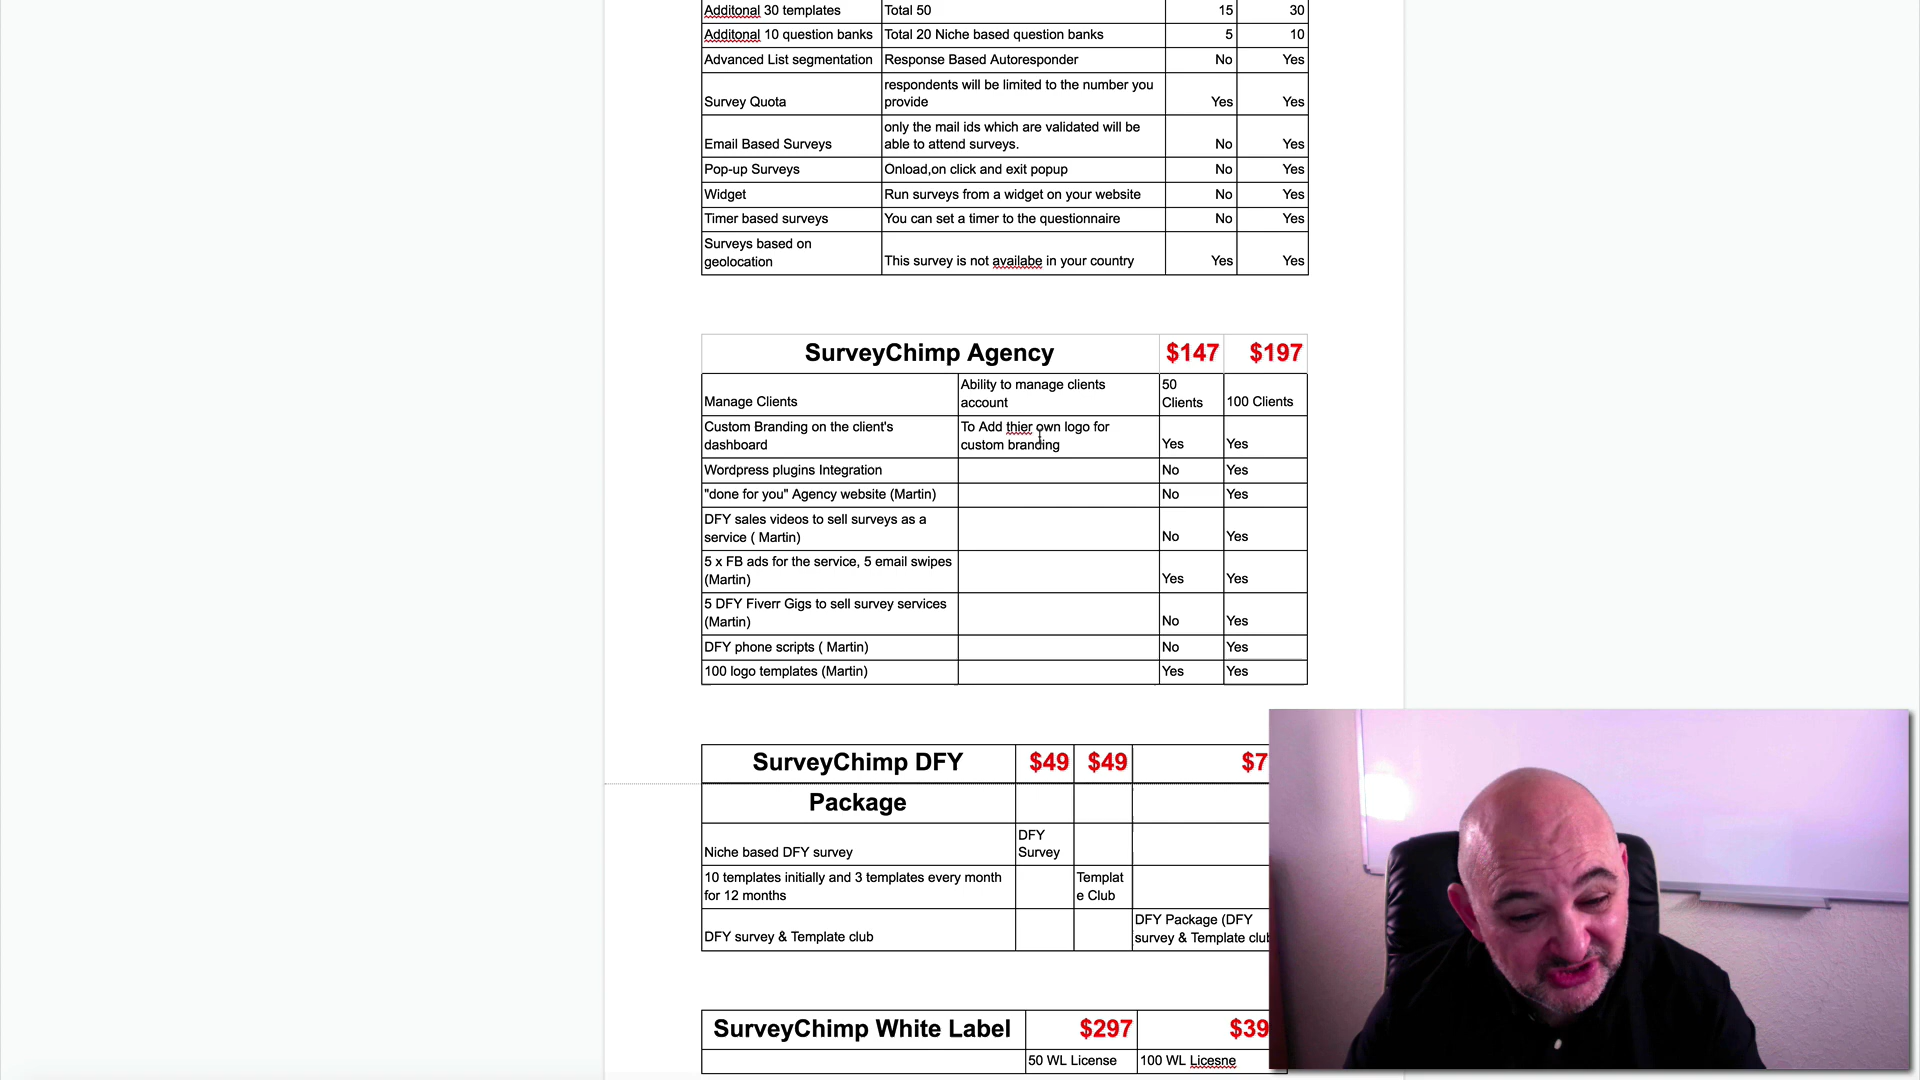 Additonal 30 templates Total 50 15 30
Additonal 10 question banks Total 20 Niche based question banks 5 10
Advanced List segmentation Response Based Autoresponder No Yes
respondents will be limited to the number you
Survey Quota provide Yes Yes
only the mail ids which are validated will be
Email Based Surveys able to attend surveys. No Yes
Pop-up Surveys Onload,on click and exit popup No Yes
Widget Run surveys from a widget on your website No Yes
Timer based surveys You can set a timer to the questionnaire No Yes
Surveys based on
geolocation This survey is not availabe in your country Yes Yes
SurveyChimp Agency $147 $197
Ability to manage clients 50
Manage Clients account Clients 100 Clients
Custom Branding on the client's To Add thier own logo for
dashboard custom branding Yes Yes
Wordpress plugins Integration No Yes
"done for you" Agency website (Martin) No Yes
DFY sales videos to sell surveys as a
service ( Martin) No Yes
5 x FB ads for the service, 5 email swipes
(Martin) Yes Yes
5 DFY Fiverr Gigs to sell survey services
(Martin) No Yes
DFY phone scripts ( Martin) No Yes
100 logo templates (Martin) Yes Yes
SurveyChimp DFY $49 $49 $7
Package
DFY
Niche based DFY survey Survey
10 templates initially and 3 templates every month Templat
for 12 months e Club
DFY Package (DFY
DFY survey & Template club survey & Template club
SurveyChimp White Label $297 $39
50 WL License 100 WL Licesne